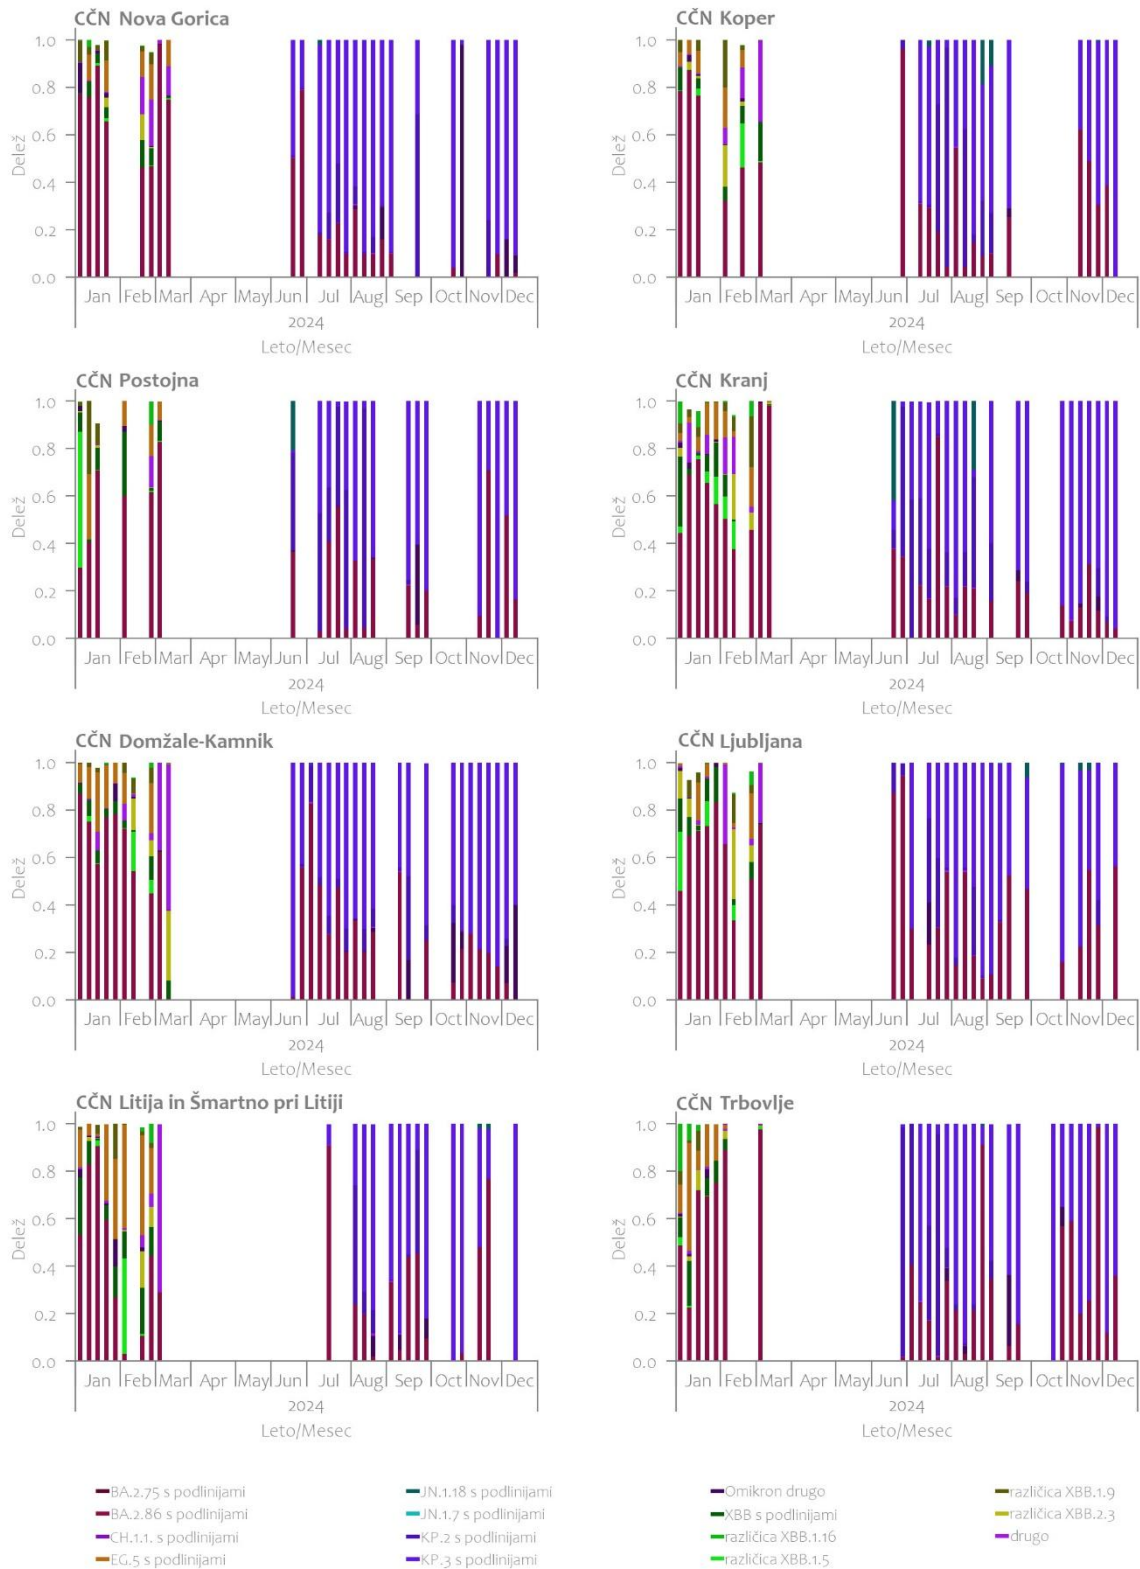 CČN Nova Gorica
1.0
0.8
0.6
0.4
0.2
0.0
Delež
Jan Feb Mar Apr May Jun Jul Aug Sep Oct Nov Dec
2024
Leto/Mesec
CČN Koper
1.0
0.8
0.6
0.4
0.2
0.0
Delež
Jan Feb Mar Apr May Jun Jul Aug Sep Oct Nov Dec
2024
Leto/Mesec
CČN Postojna
1.0
0.8
0.6
0.4
0.2
0.0
Delež
Jan Feb Mar Apr May Jun Jul Aug Sep Oct Nov Dec
2024
Leto/Mesec
CČN Kranj
1.0
0.8
0.6
0.4
0.2
0.0
Delež
Jan Feb Mar Apr May Jun Jul Aug Sep Oct Nov Dec
2024
Leto/Mesec
CČN Domžale-Kamnik
1.0
0.8
0.6
0.4
0.2
0.0
Delež
Jan Feb Mar Apr May Jun Jul Aug Sep Oct Nov Dec
2024
Leto/Mesec
CČN Ljubljana
1.0
0.8
0.6
0.4
0.2
0.0
Delež
Jan Feb Mar Apr May Jun Jul Aug Sep Oct Nov Dec
2024
Leto/Mesec
CČN Litija in Šmartno pri Litiji
1.0
0.8
0.6
0.4
0.2
0.0
Delež
Jan Feb Mar Apr May Jun Jul Aug Sep Oct Nov Dec
2024
Leto/Mesec
CČN Trbovlje
1.0
0.8
0.6
0.4
0.2
0.0
Delež
Jan Feb Mar Apr May Jun Jul Aug Sep Oct Nov Dec
2024
Leto/Mesec
BA.2.75 s podlinijami
BA.2.86 s podlinijami
CH.1.1. s podlinijami
EG.5 s podlinijami
JN.1.18 s podlinijami
JN.1.7 s podlinijami
KP.2 s podlinijami
KP.3 s podlinijami
Omikron drugo
XBB s podlinjami
različica XBB.1.16
različica XBB.1.5
različica XBB.1.9
različica XBB.2.3
drugo